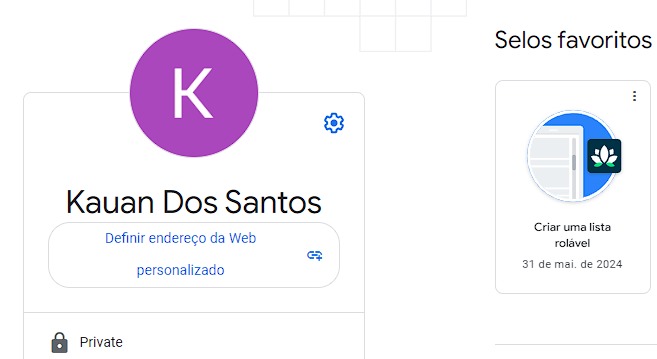 K
Kauan Dos Santos
Definir endereço da Web
personalizado
Private
Selos favoritos
Criar uma lista
rolável
31 de mai. de 2024